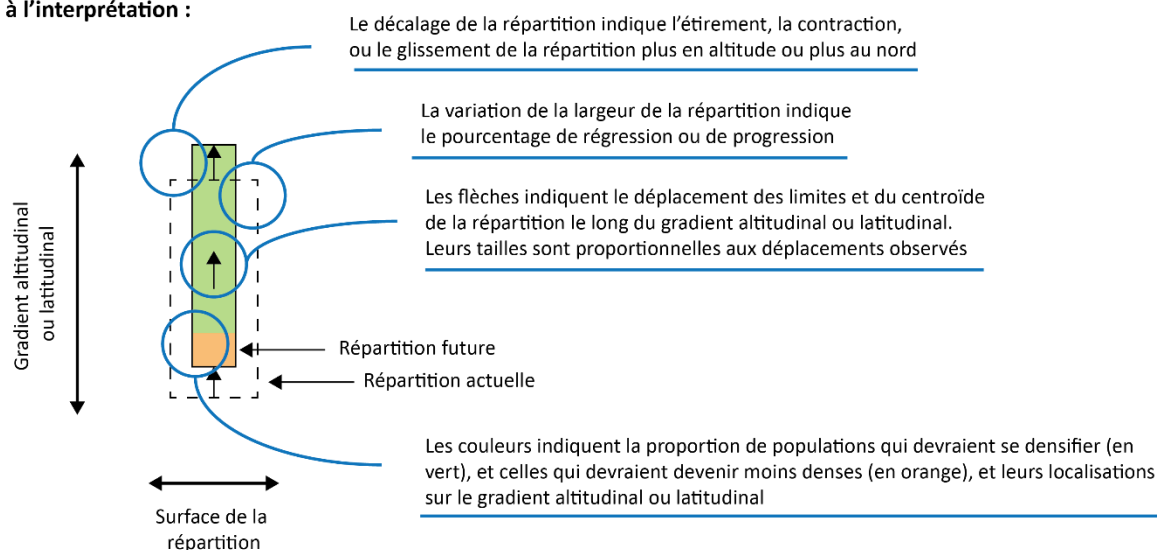 à l’interprétation :
Le décalage de la répartition indique l’étirement, la contraction,
ou le glissement de la répartition plus en altitude ou plus au nord
La variation de la largeur de la répartition indique
le pourcentage de régression ou de progression
Les flèches indiquent le déplacement des limites et du centroïde
de la répartition le long du gradient altitudinal ou latitudinal.
Leurs tailles sont proportionnelles aux déplacements observés
Gradient altitudinal
ou latitudinal
Répartition future
Répartition actuelle
Les couleurs indiquent la proportion de populations qui devraient se densifier (en
vert), et celles qui devraient devenir moins denses (en orange), et leurs localisations
sur le gradient altitudinal ou latitudinal
Surface de la
répartition